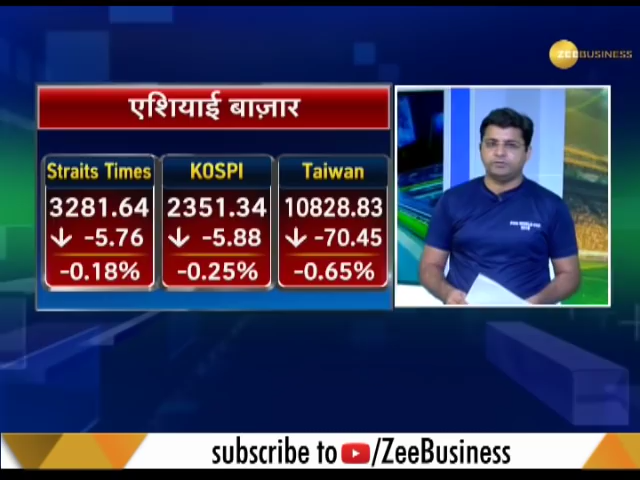 ZEEBUSINESS
एशियाई बाज़ार
Straits Times KOSPI Taiwan
3281.64 2351.34 10828.83
↓ -5.76 ↓ -5.88 ↓ -70.45
-0.18% -0.25% -0.65%
subscribe to /ZeeBusiness